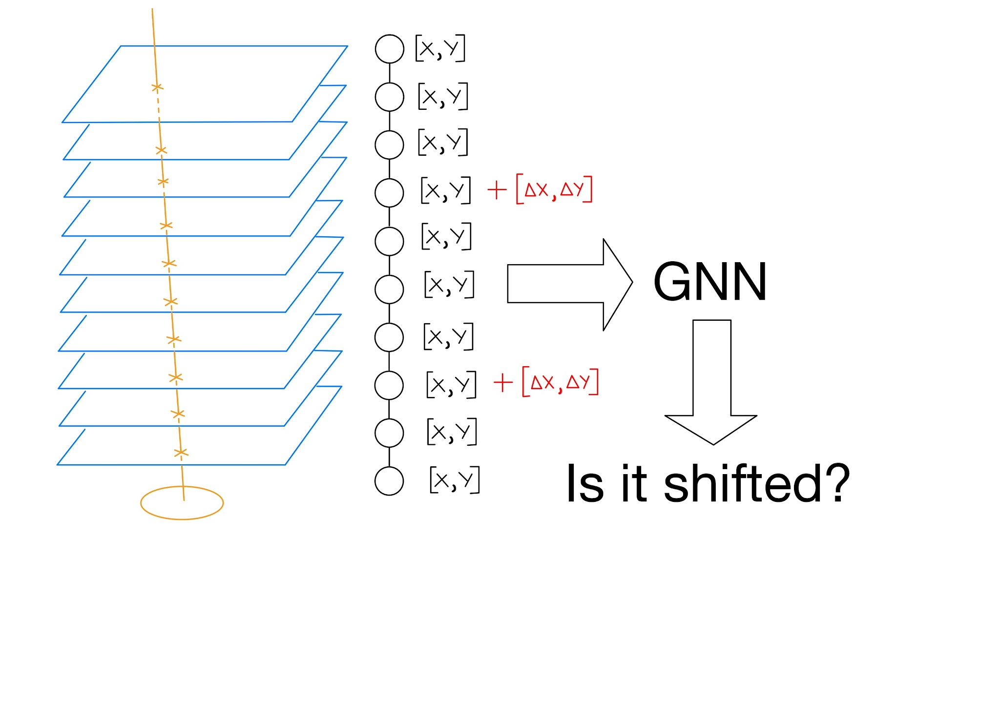 [X,Y]
[X,Y]
[X,Y]
[X,Y] + [ΔX,ΔY]
[X,Y]
GNN
[X,Y]
[X,Y]
[X,Y] + [ΔX,ΔY]
[X,Y]
[X,Y]
Is it shifted?